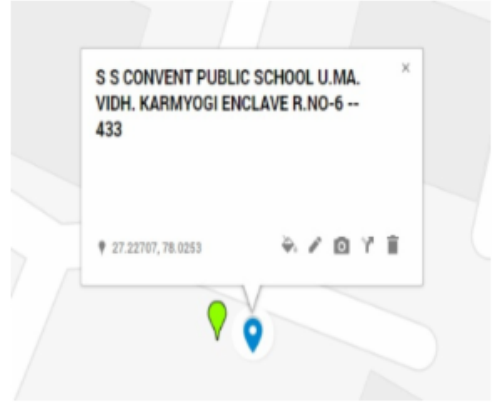 S S CONVENT PUBLIC SCHOOL U.MA.
VIDH. KARMYOGI ENCLAVE R.NO-6 --
433
27.22707, 78.0253